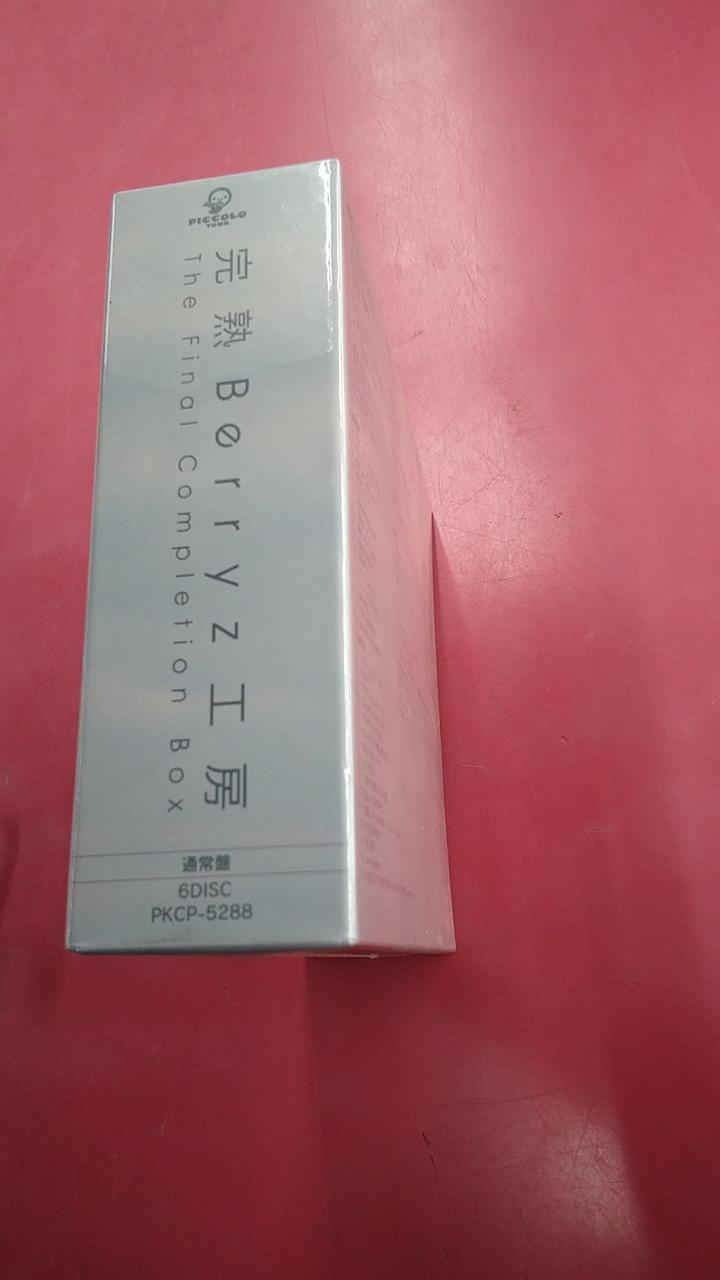 PICCOLO
TOWN
完熟Berryz工房
The Final Completion Box
通常盤
6DISC
PKCP-5288